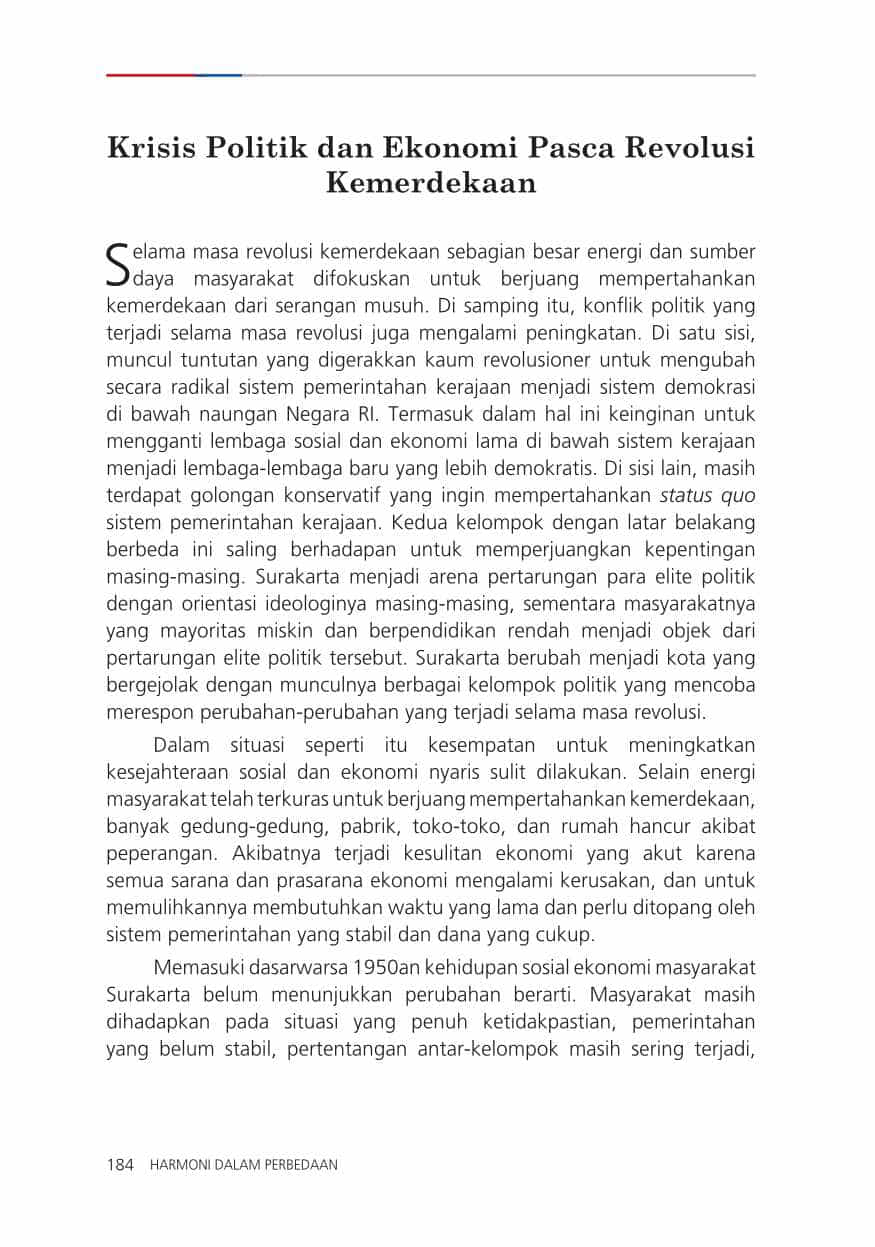 Krisis Politik dan Ekonomi Pasca Revolusi
Kemerdekaan
Selama masa revolusi kemerdekaan sebagian besar energi dan sumber
daya masyarakat difokuskan untuk berjuang mempertahankan
kemerdekaan dari serangan musuh. Di samping itu, konflik politik yang
terjadi selama masa revolusi juga mengalami peningkatan. Di satu sisi,
muncul tuntutan yang digerakkan kaum revolusioner untuk mengubah
secara radikal sistem pemerintahan kerajaan menjadi sistem demokrasi
di bawah naungan Negara RI. Termasuk dalam hal ini keinginan untuk
mengganti lembaga sosial dan ekonomi lama di bawah sistem kerajaan
menjadi lembaga-lembaga baru yang lebih demokratis. Di sisi lain, masih
terdapat golongan konservatif yang ingin mempertahankan status quo
sistem pemerintahan kerajaan. Kedua kelompok dengan latar belakang
berbeda ini saling berhadapan untuk memperjuangkan kepentingan
masing-masing. Surakarta menjadi arena pertarungan para elite politik
dengan orientasi ideologinya masing-masing, sementara masyarakatnya
yang mayoritas miskin dan berpendidikan rendah menjadi objek dari
pertarungan elite politik tersebut. Surakarta berubah menjadi kota yang
bergejolak dengan munculnya berbagai kelompok politik yang mencoba
merespon perubahan-perubahan yang terjadi selama masa revolusi.
Dalam situasi seperti itu kesempatan untuk meningkatkan
kesejahteraan sosial dan ekonomi nyaris sulit dilakukan. Selain energi
masyarakat telah terkuras untuk berjuang mempertahankan kemerdekaan,
banyak gedung-gedung, pabrik, toko-toko, dan rumah hancur akibat
peperangan. Akibatnya terjadi kesulitan ekonomi yang akut karena
semua sarana dan prasarana ekonomi mengalami kerusakan, dan untuk
memulihkannya membutuhkan waktu yang lama dan perlu ditopang oleh
sistem pemerintahan yang stabil dan dana yang cukup.
Memasuki dasarwarsa 1950an kehidupan sosial ekonomi masyarakat
Surakarta belum menunjukkan perubahan berarti. Masyarakat masih
dihadapkan pada situasi yang penuh ketidakpastian, pemerintahan
yang belum stabil, pertentangan antar-kelompok masih sering terjadi,
184 HARMONI DALAM PERBEDAAN